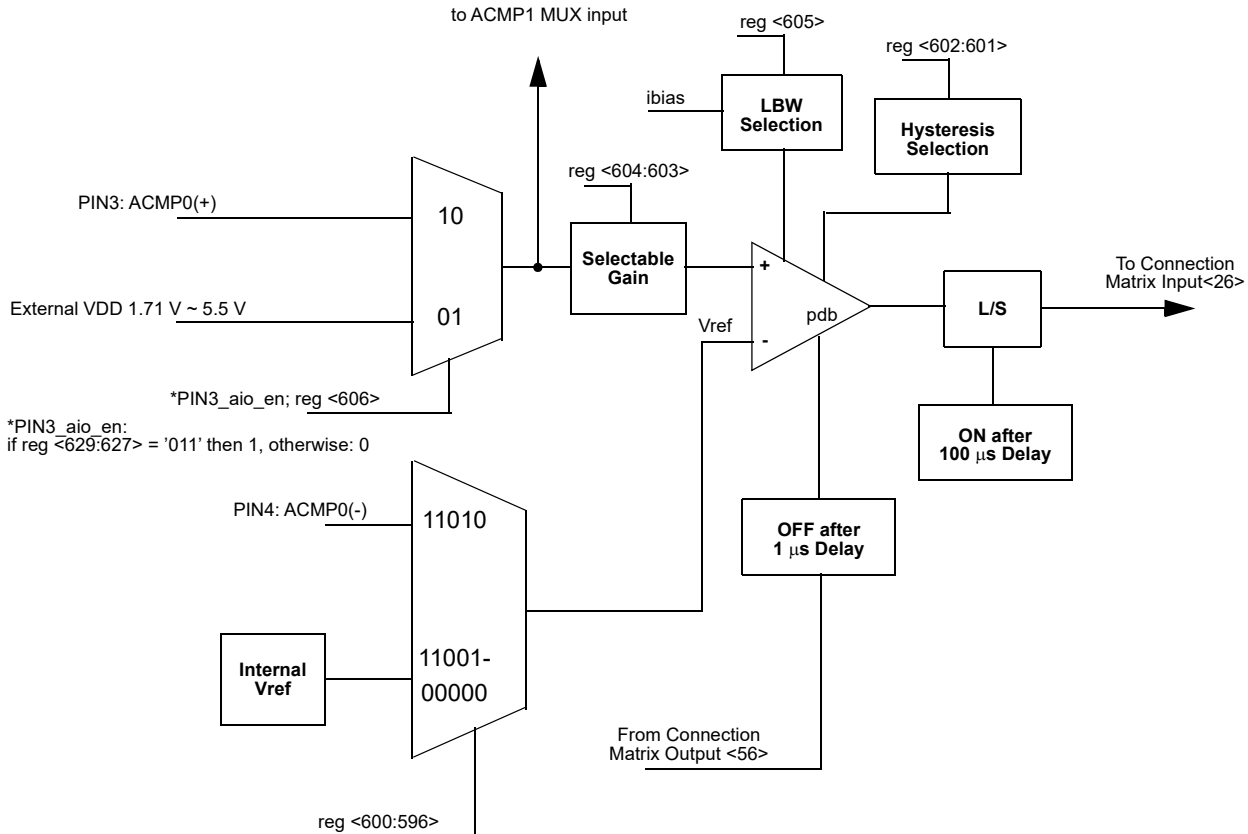 to ACMP1 MUX input
reg <605>
reg <602:601>
ibias
LBW
Selection
Hysteresis
Selection
reg <604:603>
PIN3: ACMP0(+)
10
Selectable
Gain
+
To Connection
Matrix Input<26>
External VDD 1.71 V ~ 5.5 V
01
Vref
pdb
-
L/S
*PIN3_aio_en; reg <606>
*PIN3_aio_en:
if reg <629:627> = '011' then 1, otherwise: 0
ON after
100 μs Delay
PIN4: ACMP0(-)
11010
OFF after
1 μs Delay
Internal
Vref
11001-
00000
From Connection
Matrix Output <56>
reg <600:596>